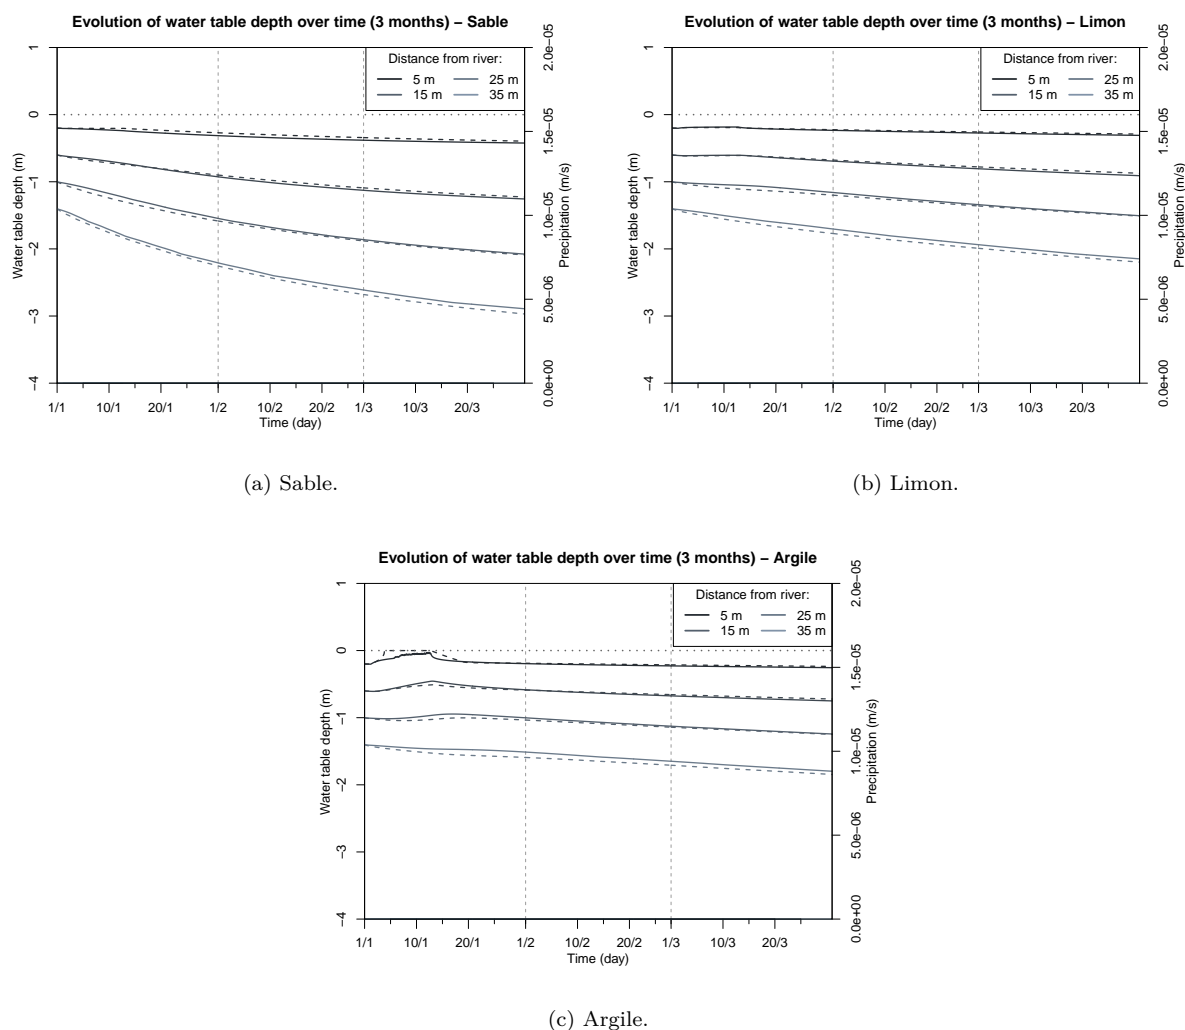 Evolution of water table depth over time (3 months) – Sable
Distance from river:
5 m 25 m
15 m 35 m
Water table depth (m)
1
0
−1
−2
−3
−4
Precipitation (m/s)
2.0e−05
1.5e−05
1.0e−05
5.0e−06
0.0e+00
1/1 10/1 20/1 1/2 10/2 20/2 1/3 10/3 20/3
Time (day)
(a) Sable.
Evolution of water table depth over time (3 months) – Limon
Distance from river:
5 m 25 m
15 m 35 m
Water table depth (m)
1
0
−1
−2
−3
−4
Precipitation (m/s)
2.0e−05
1.5e−05
1.0e−05
5.0e−06
0.0e+00
1/1 10/1 20/1 1/2 10/2 20/2 1/3 10/3 20/3
Time (day)
(b) Limon.
Evolution of water table depth over time (3 months) – Argile
Distance from river:
5 m 25 m
15 m 35 m
Water table depth (m)
1
0
−1
−2
−3
−4
Precipitation (m/s)
2.0e−05
1.5e−05
1.0e−05
5.0e−06
0.0e+00
1/1 10/1 20/1 1/2 10/2 20/2 1/3 10/3 20/3
Time (day)
(c) Argile.